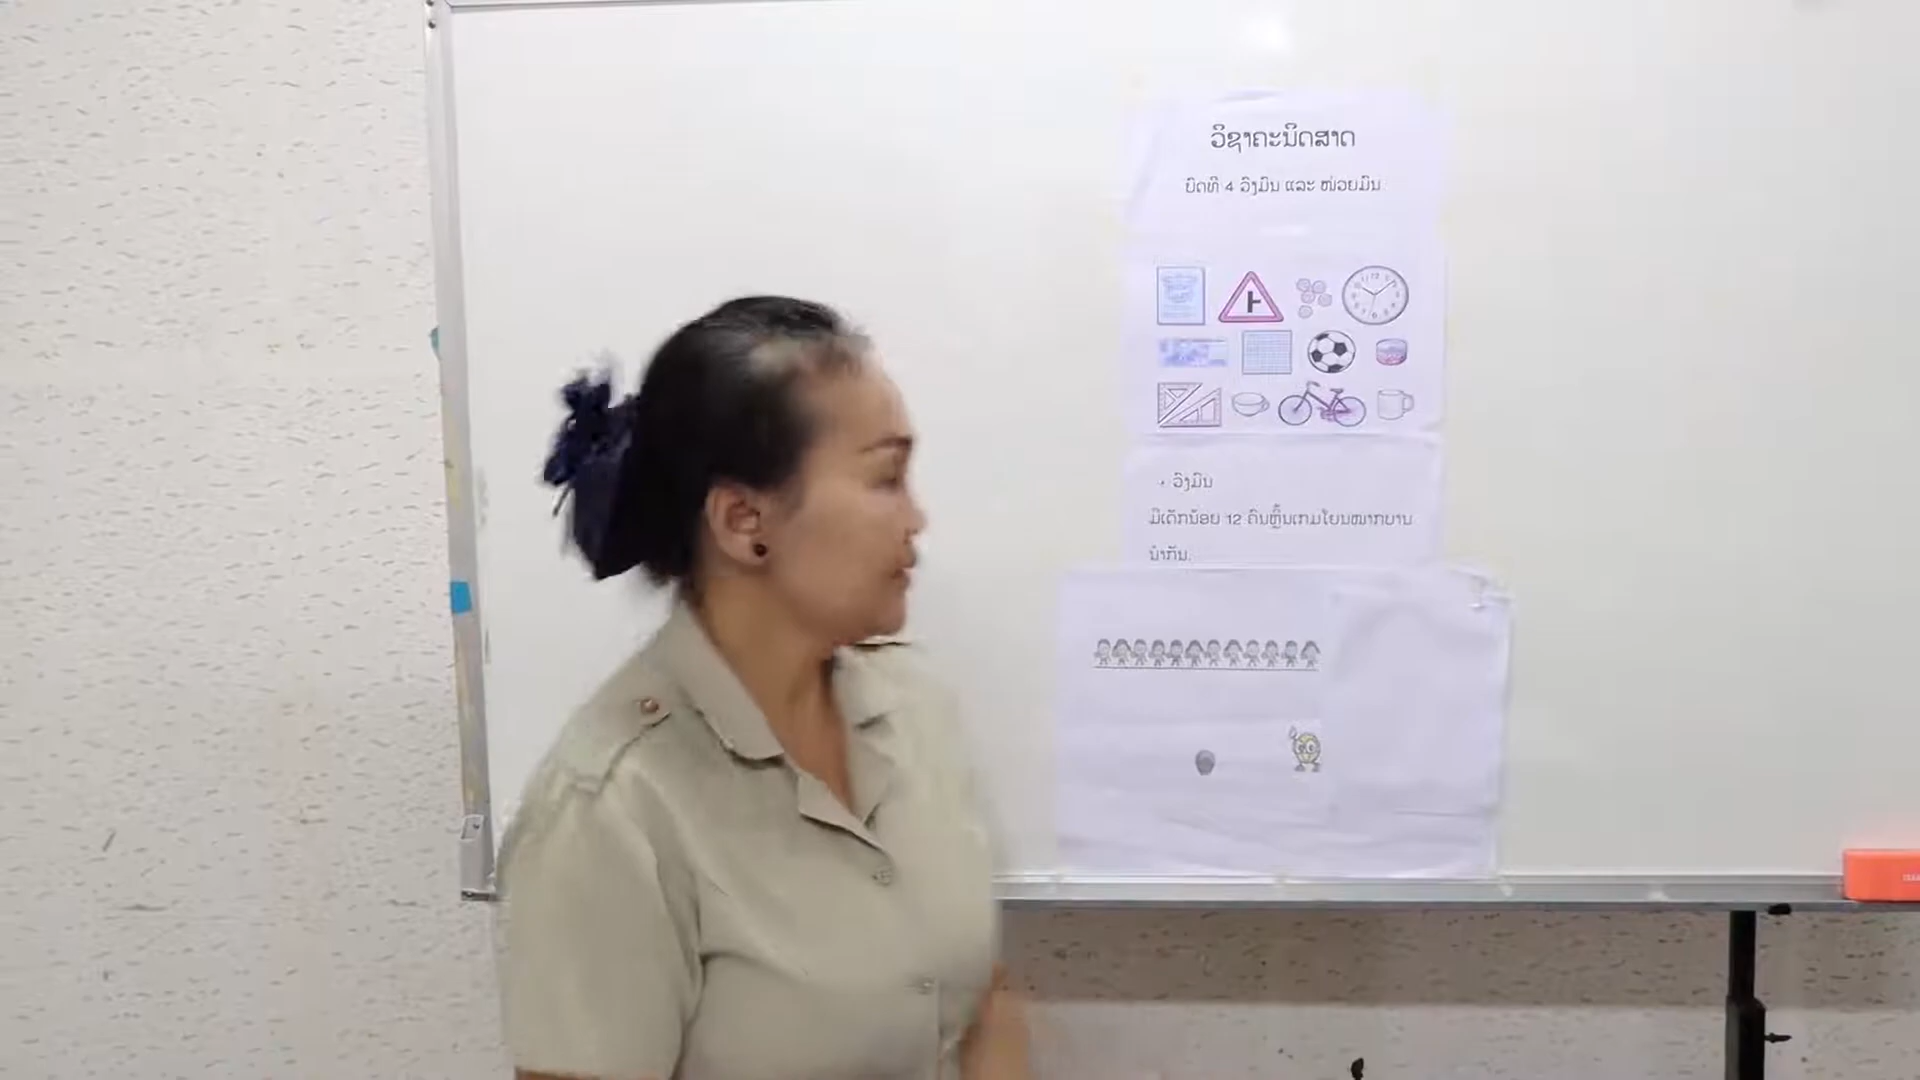 ວິຊາຄະນິດສາດ
ບົດທີ 4 ວົງມົນ ແລະ ໜ່ວຍມົນ
• ວົງມົນ
ມີເດັກນ້ອຍ 12 ຄົນຫຼິ້ນເກມໂຍນໝາກບານ
ນຳກັນ.